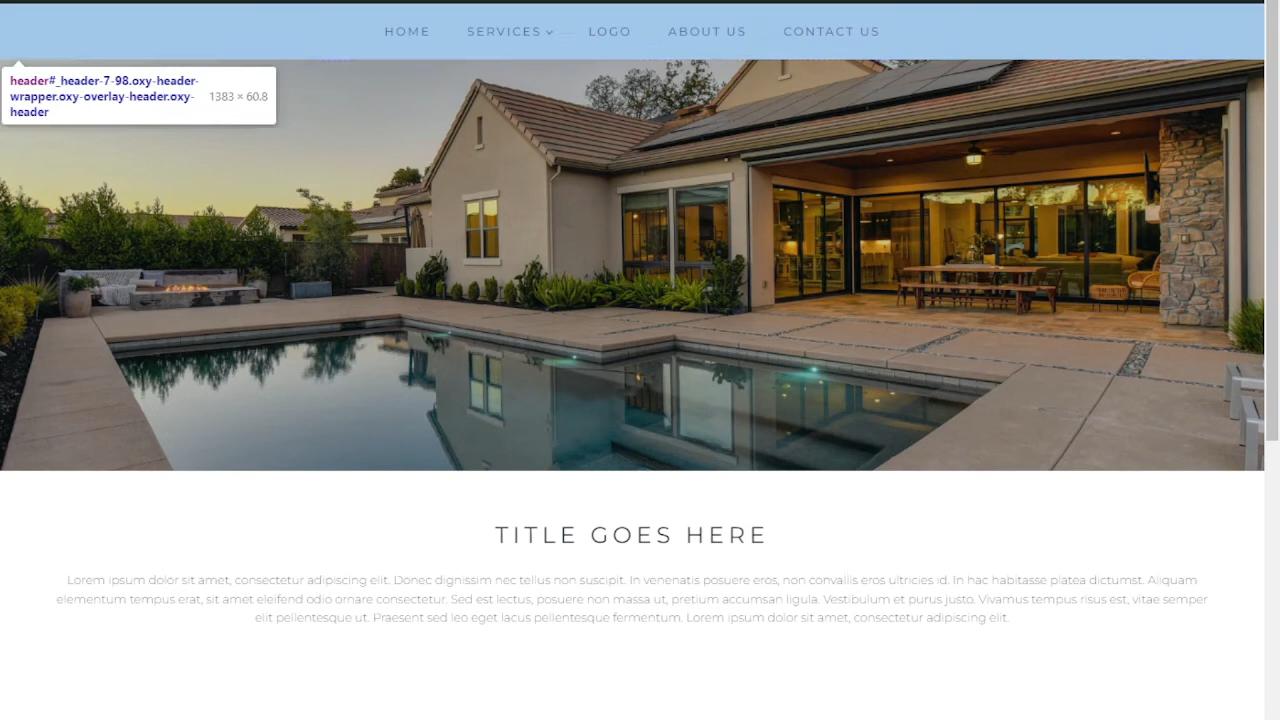 HOME SERVICES LOGO ABOUT US CONTACT US
header#_header-7-98.oxy-header-
wrapper.oxy-overlay-header.oxy- 1383 × 60.8
header
TITLE GOES HERE
Lorem ipsum dolor sit amet, consectetur adipiscing elit. Donec dignissim nec tellus non suscipit. In venenatis posuere eros, non convallis eros ultricies id. In hac habitasse platea dictumst. Aliquam
elementum tempus erat, sit amet eleifend odio ornare consectetur. Sed est lectus, posuere non massa ut, pretium accumsan ligula. Vestibulum et purus justo. Vivamus tempus risus est, vitae semper
elit pellentesque ut. Praesent sed leo eget lacus pellentesque fermentum. Lorem ipsum dolor sit amet, consectetur adipiscing elit.